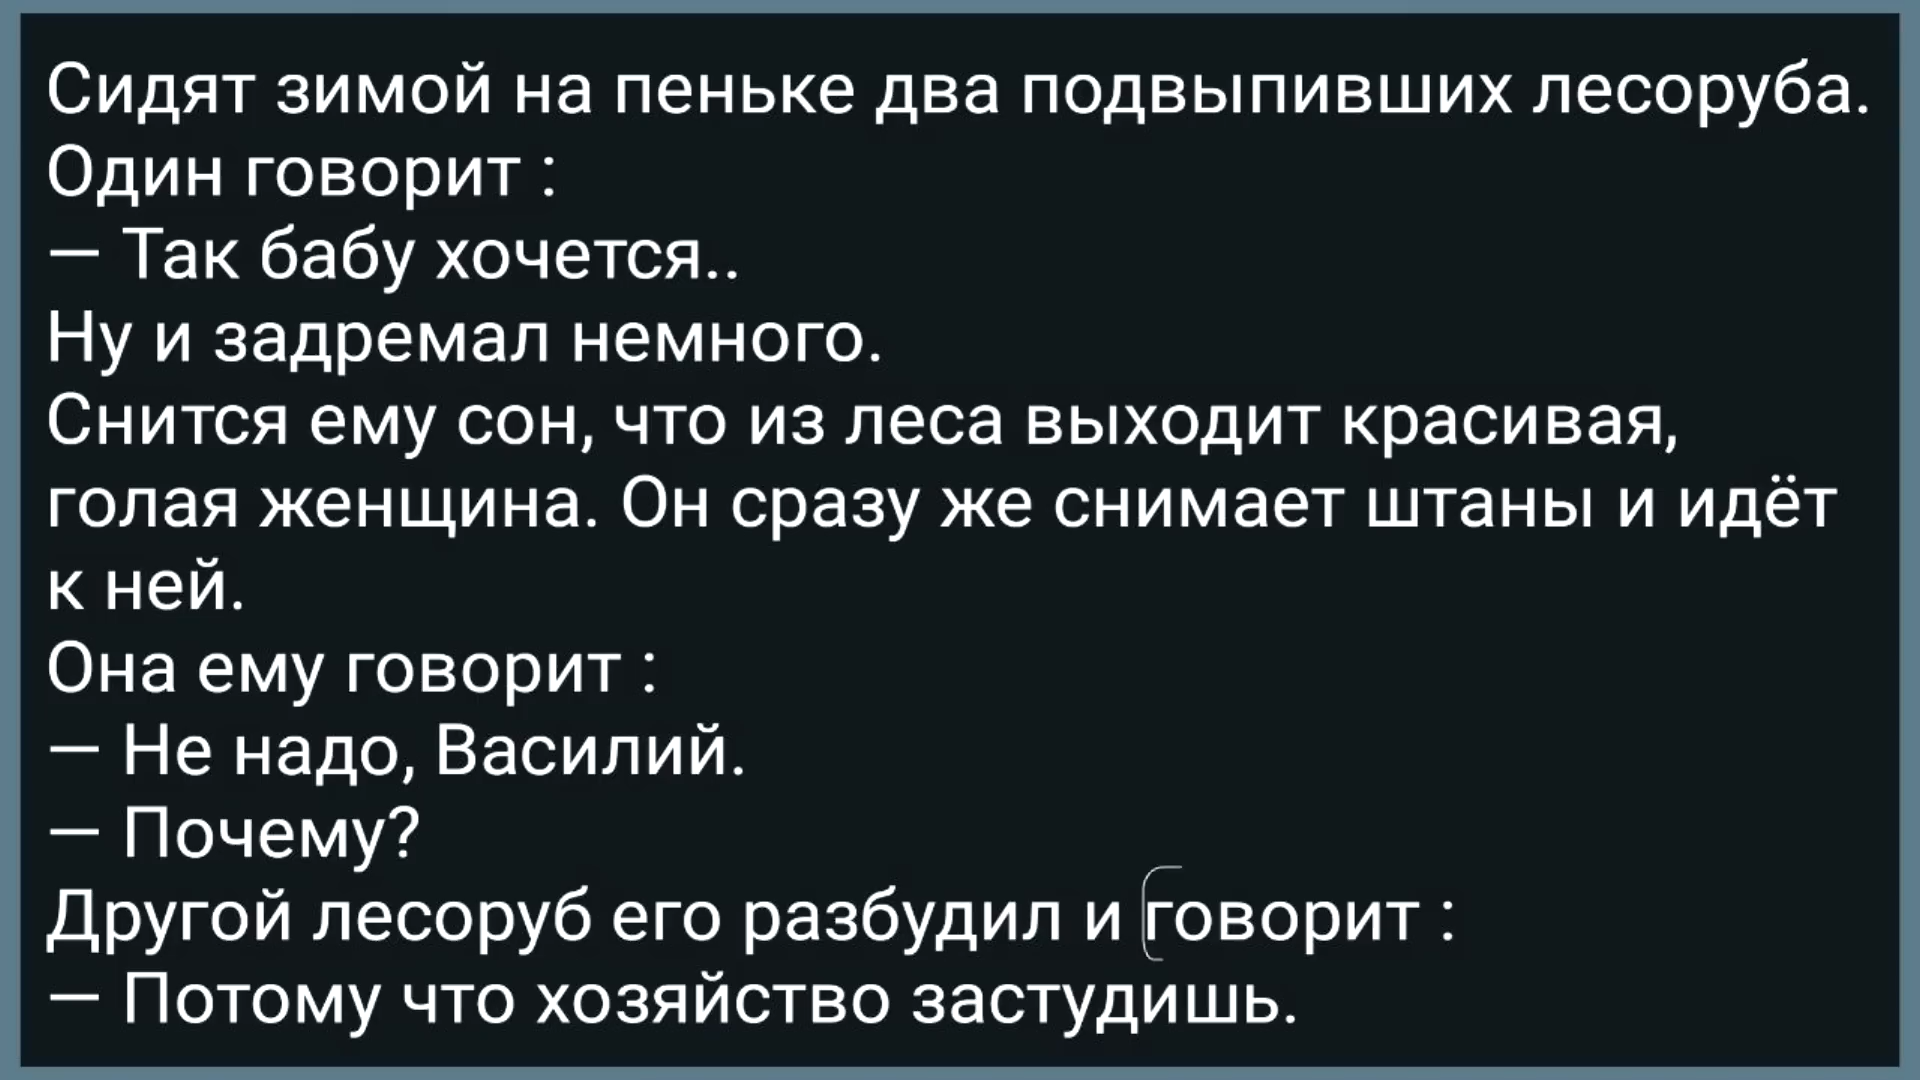 Сидят зимой на пеньке два подвыпивших лесоруба.
Один говорит :
— Так бабу хочется..
Ну и задремал немного.
Снится ему сон, что из леса выходит красивая,
голая женщина. Он сразу же снимает штаны и идёт
к ней.
Она ему говорит :
— Не надо, Василий.
— Почему?
Другой лесоруб его разбудил и говорит :
— Потому что хозяйство застудишь.